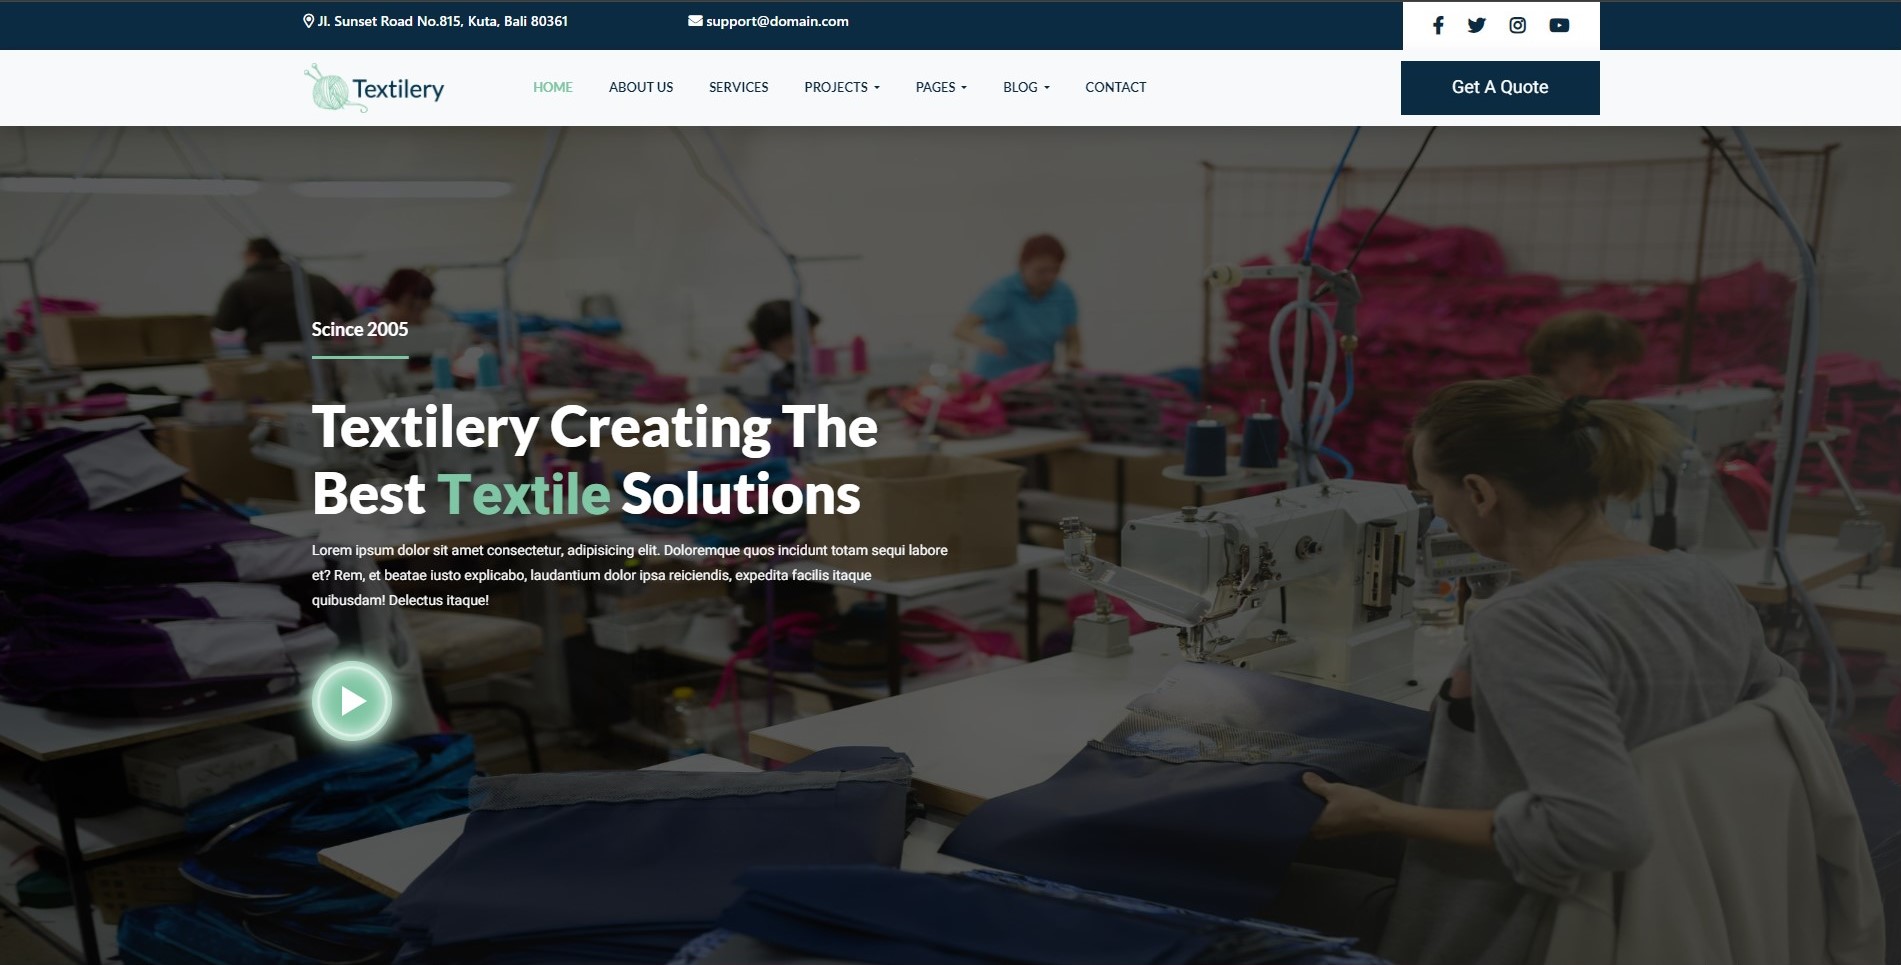 Jl. Sunset Road No.815, Kuta, Bali 80361
support@domain.com
Textilery
HOME
ABOUT US
SERVICES
PROJECTS
PAGES
BLOG
CONTACT
Get A Quote
Scince 2005
Textilery Creating The
Best Textile Solutions
Lorem ipsum dolor sit amet consectetur, adipisicing elit. Doloremque quos incidunt totam sequi labore
et? Rem, et beatae iusto explicabo, laudantium dolor ipsa reiciendis, expedita facilis itaque
quibusdam! Delectus itaque!